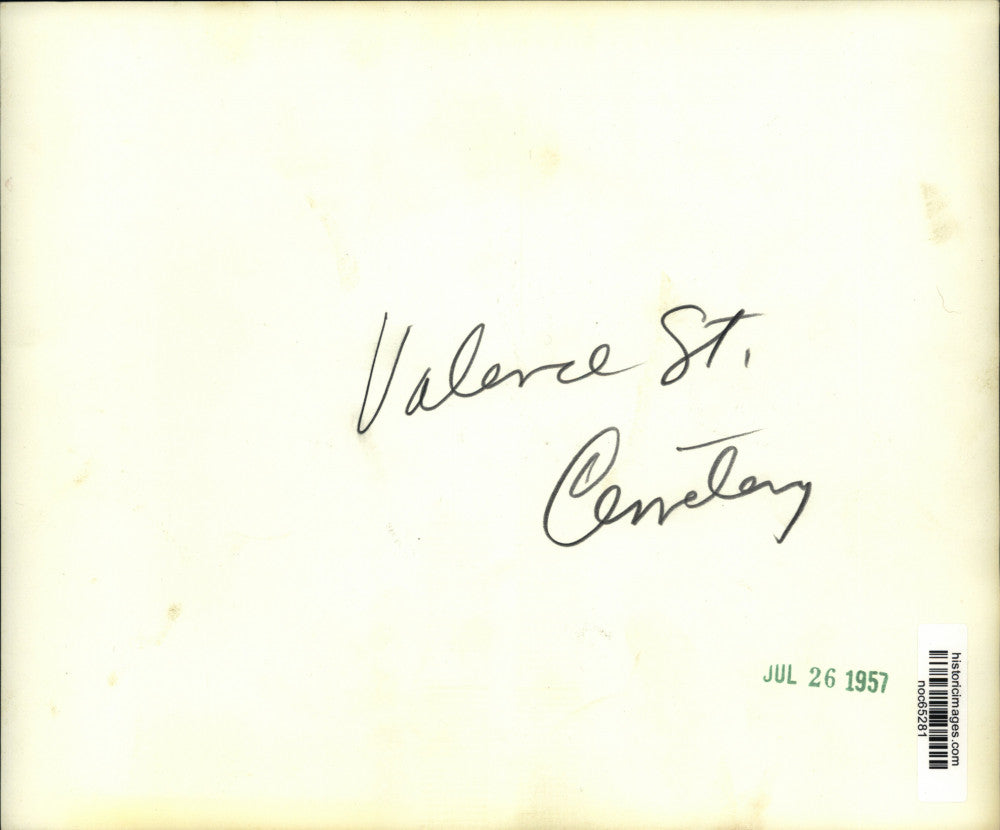 Valence St.
Cemetery
JUL 26 1957
historicimages.com
noc65281